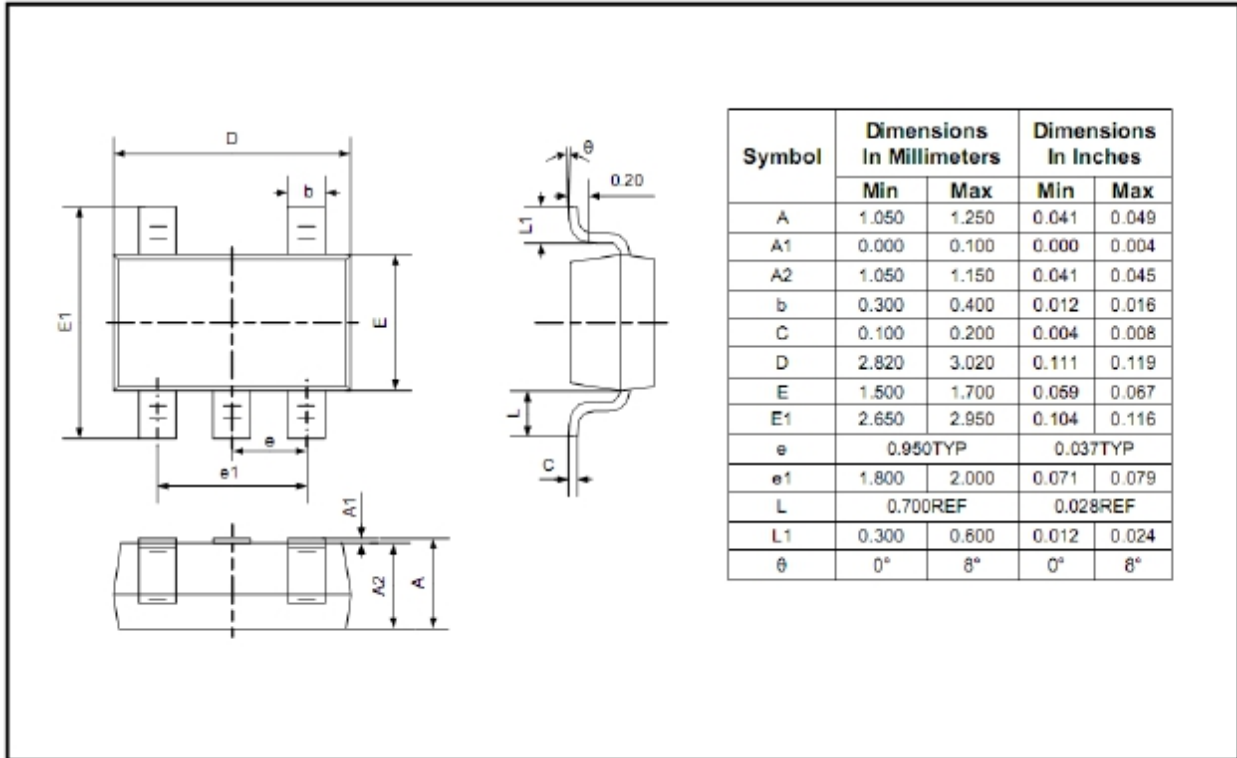 D
b
E1
E
e
e1
A1
A2
A
θ
0.20
L1
L
C
Symbol Dimensions In Millimeters Dimensions In Inches
Min Max Min Max
A 1.050 1.250 0.041 0.049
A1 0.000 0.100 0.000 0.004
A2 1.050 1.150 0.041 0.045
b 0.300 0.400 0.012 0.016
C 0.100 0.200 0.004 0.008
D 2.820 3.020 0.111 0.119
E 1.500 1.700 0.059 0.067
E1 2.650 2.950 0.104 0.116
e 0.950TYP 0.037TYP
e1 1.800 2.000 0.071 0.079
L 0.700REF 0.028REF
L1 0.300 0.600 0.012 0.024
θ 0° 8° 0° 8°